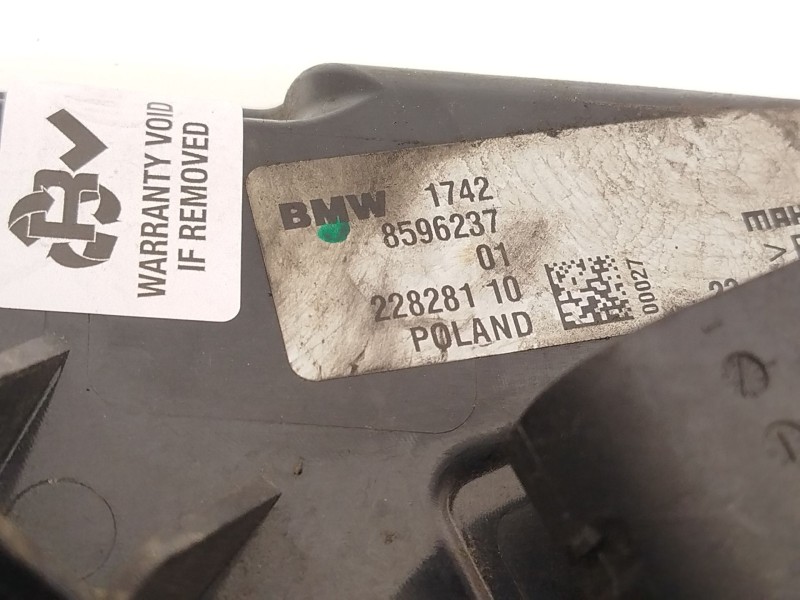 WARRANTY VOID
IF REMOVED
BMW 1742
8596237
01
228281 10
POLAND
00027